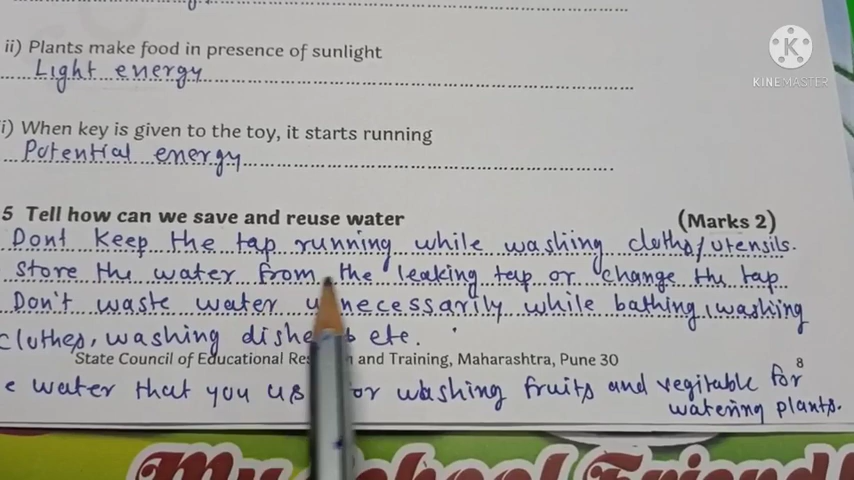 ii) Plants make food in presence of sunlight
Light energy
K
KINEMASTER
i) When key is given to the toy, it starts running
Potential energy
5 Tell how can we save and reuse water (Marks 2)
Dont keep the tap running while washing cloths/utensils.
Store the water from the leaking tap or change the tap
Don't waste water unnecessarily while bathing, washing
clothes, washing dishes etc.
State Council of Educational and Training, Maharashtra, Pune 30 8
e water that you for washing fruits and vegitable for
watering plants.
My School Friend